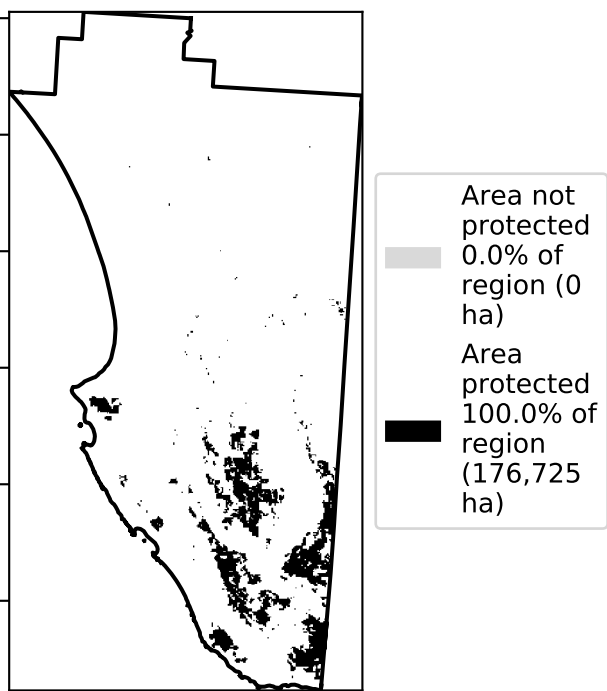 Area not
protected
0.0% of
region (0
ha)
Area
protected
100.0% of
region
(176,725
ha)